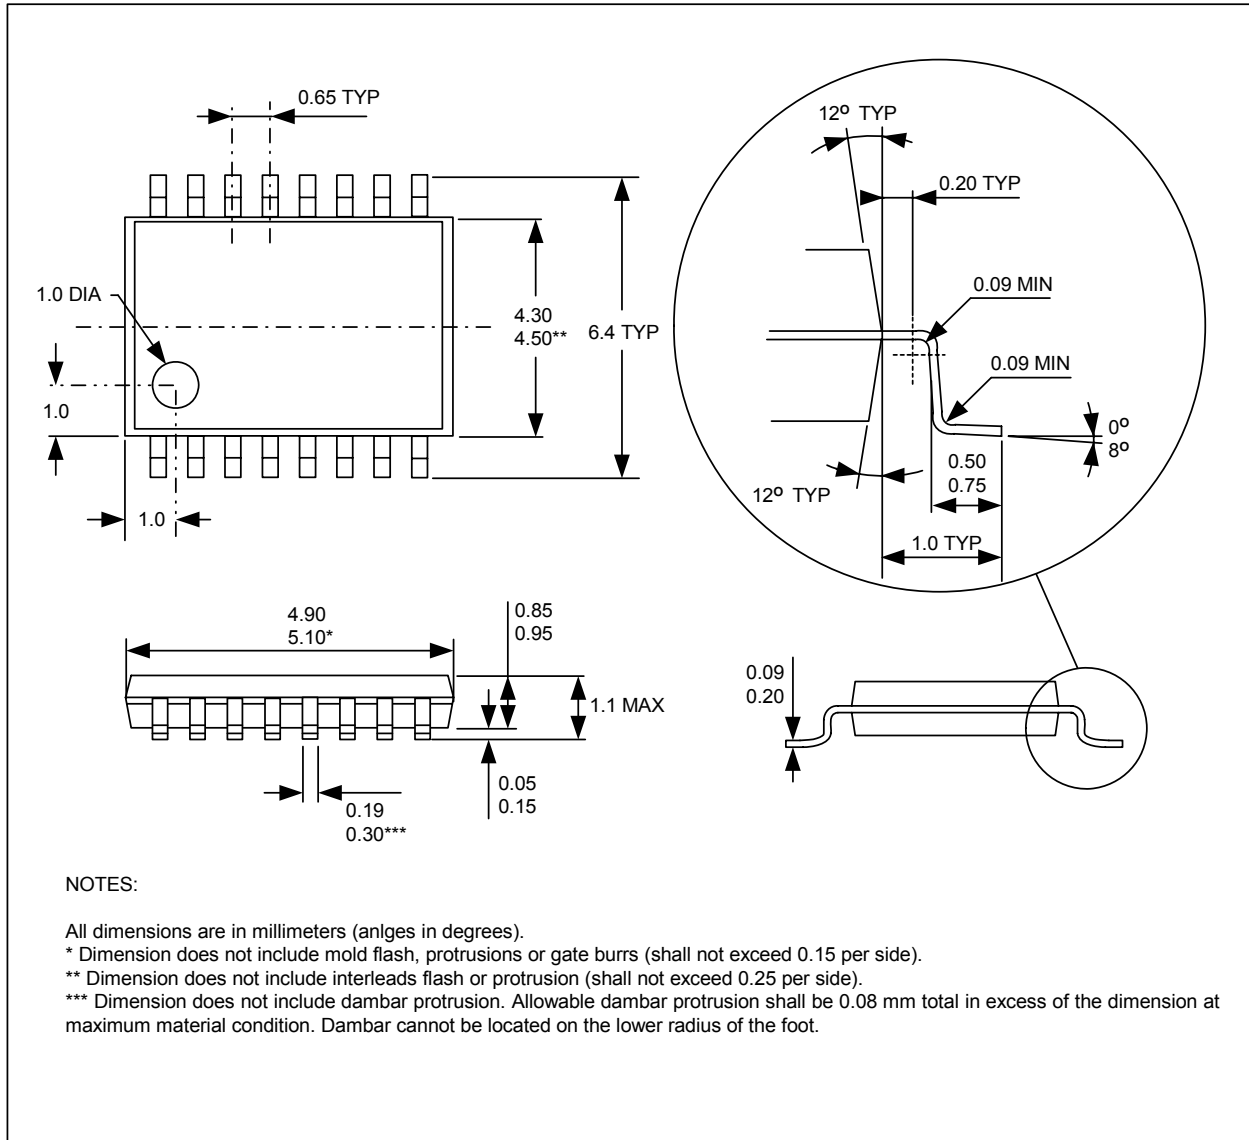 0.65 TYP
1.0 DIA
4.30
4.50**
6.4 TYP
1.0
1.0
12º TYP
0.20 TYP
0.09 MIN
0.09 MIN
0º
8º
0.50
0.75
12º TYP
1.0 TYP
4.90
5.10*
0.85
0.95
1.1 MAX
0.05
0.15
0.19
0.30***
0.09
0.20
NOTES:
All dimensions are in millimeters (anlges in degrees).
* Dimension does not include mold flash, protrusions or gate burrs (shall not exceed 0.15 per side).
** Dimension does not include interleads flash or protrusion (shall not exceed 0.25 per side).
*** Dimension does not include dambar protrusion. Allowable dambar protrusion shall be 0.08 mm total in excess of the dimension at
maximum material condition. Dambar cannot be located on the lower radius of the foot.